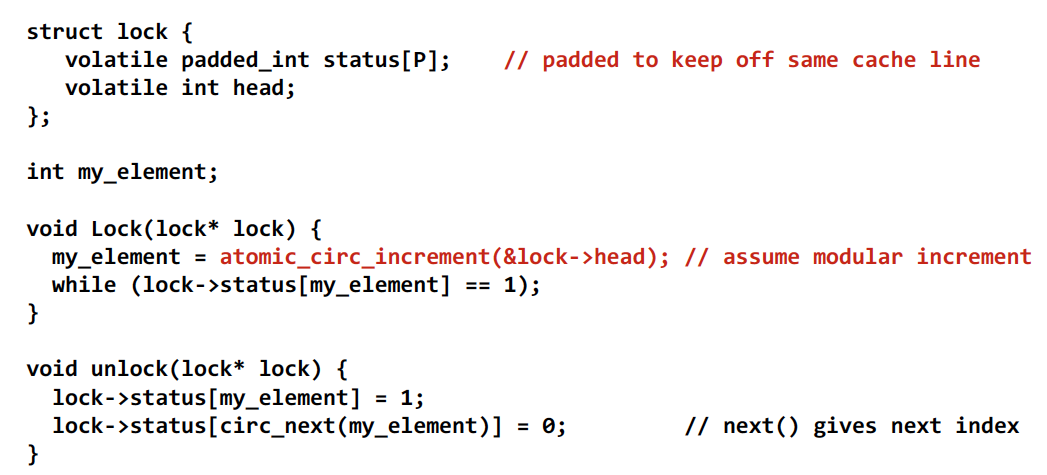 struct lock {
   volatile padded_int status[P];    // padded to keep off same cache line
   volatile int head;
};

int my_element;

void Lock(lock* lock) {
  my_element = atomic_circ_increment(&lock->head); // assume modular increment
  while (lock->status[my_element] == 1);
}

void unlock(lock* lock) {
  lock->status[my_element] = 1;
  lock->status[circ_next(my_element)] = 0;         // next() gives next index
}